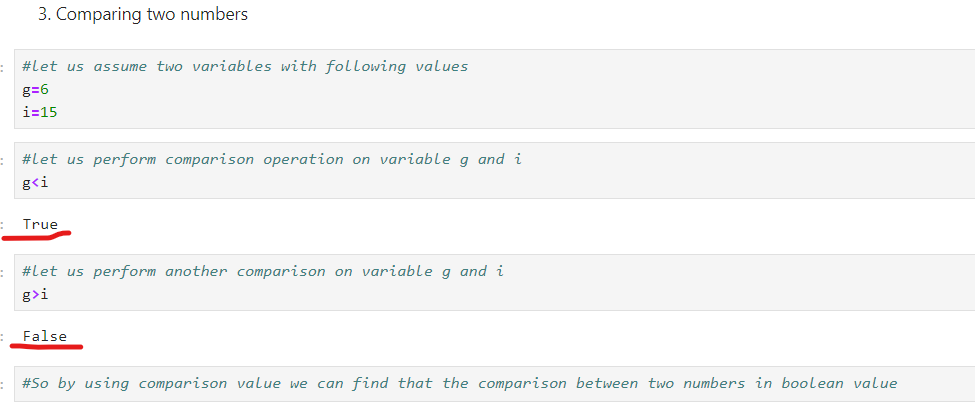 3. Comparing two numbers
#let us assume two variables with following values
g=6
i=15
#let us perform comparison operation on variable g and i
g<i
True
#let us perform another comparison on variable g and i
g>i
False
#So by using comparison value we can find that the comparison between two numbers in boolean value